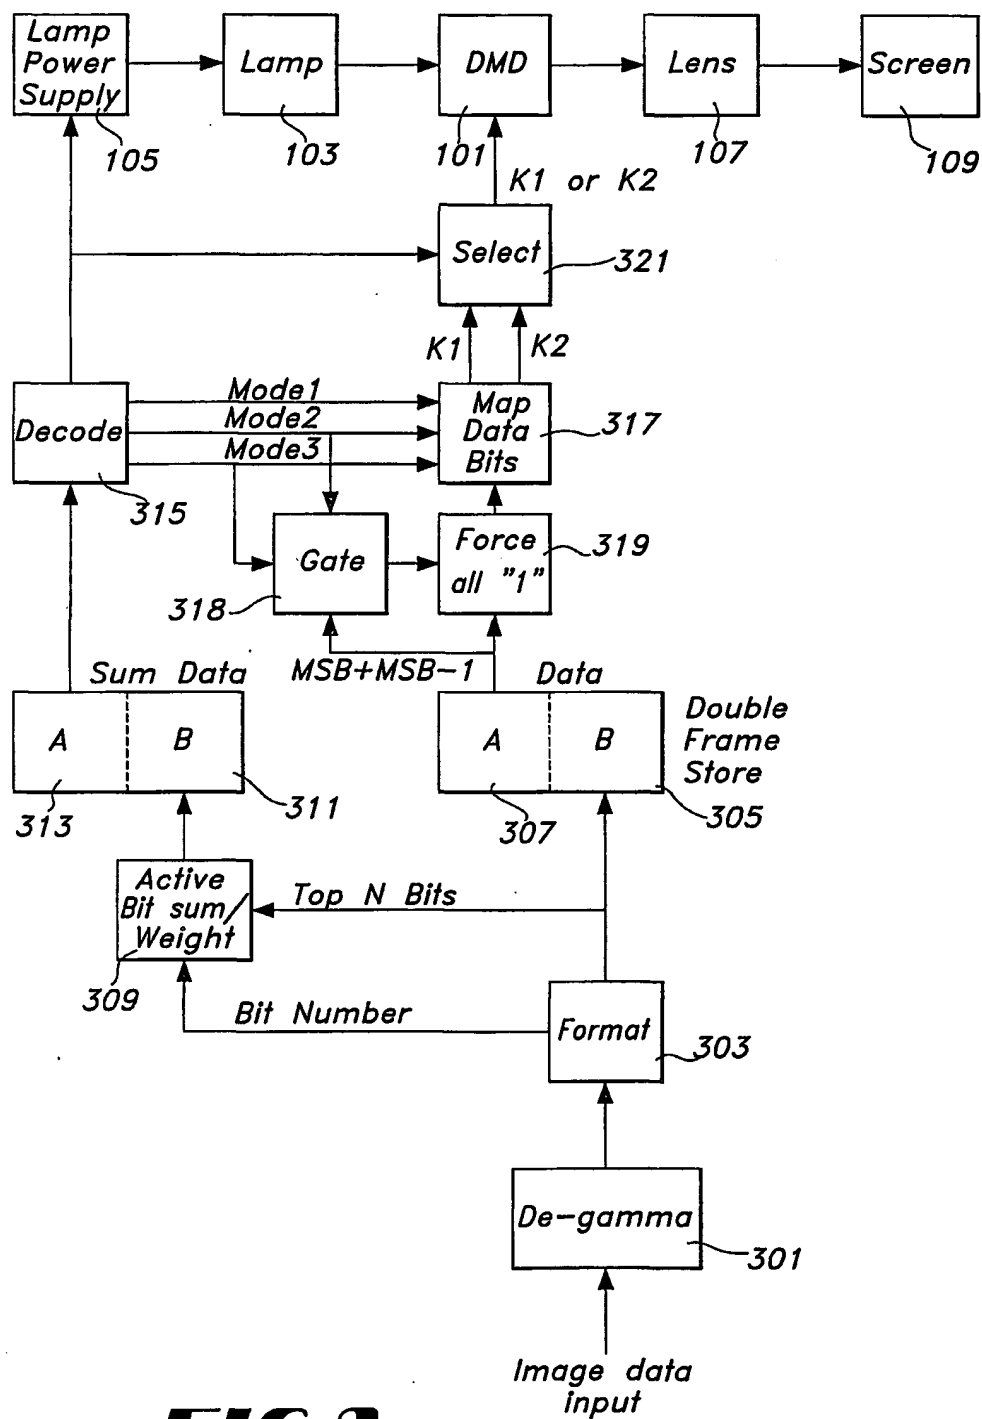 Lamp
Power
Supply
Lamp
DMD
Lens
Screen
105
103
101
107
109
K1 or K2
Select
321
K1
K2
Decode
Mode1
Mode2
Mode3
Map
Data
Bits
317
315
Gate
Force
all "1"
319
318
MSB+MSB-1
Sum Data
Data
A
B
A
B
Double
Frame
Store
313
311
307
305
Active
Bit sum/
Weight
Top N Bits
309
Bit Number
Format
303
De-gamma
301
Image data
input